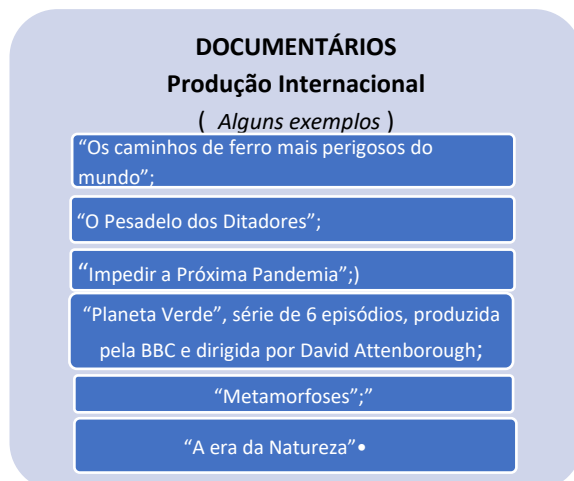 DOCUMENTÁRIOS
Produção Internacional
( Alguns exemplos )
“Os caminhos de ferro mais perigosos do
mundo”;
“O Pesadelo dos Ditadores”;
“Impedir a Próxima Pandemia”;)
“Planeta Verde”, série de 6 episódios, produzida
pela BBC e dirigida por David Attenborough;
“Metamorfoses”;”
“A era da Natureza”•